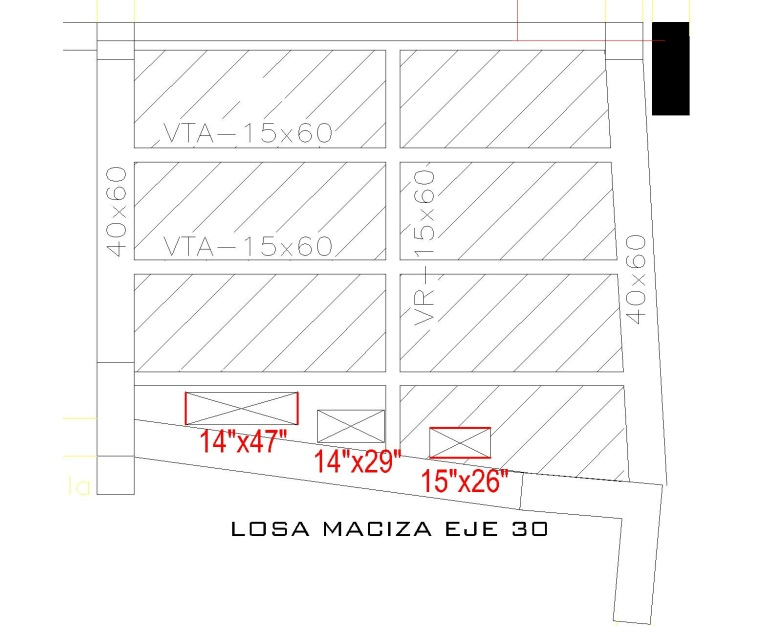 VTA-15x60
40x60
VR-15x60
VTA-15x60
40x60
14"x47"
14"x29"
15"x26"
la
LOSA MACIZA EJE 30